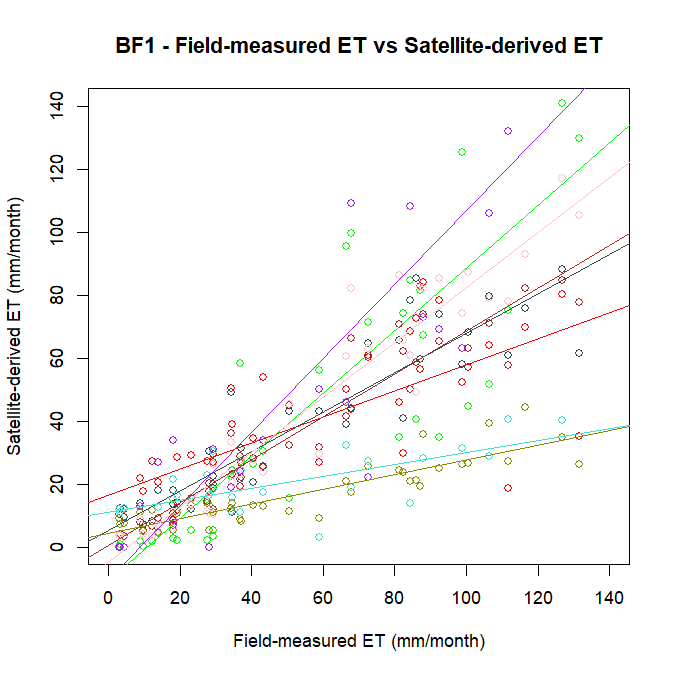 BF1 - Field-measured ET vs Satellite-derived ET
140
120
100
80
60
40
20
0
Satellite-derived ET (mm/month)
0 20 40 60 80 100 120 140
Field-measured ET (mm/month)